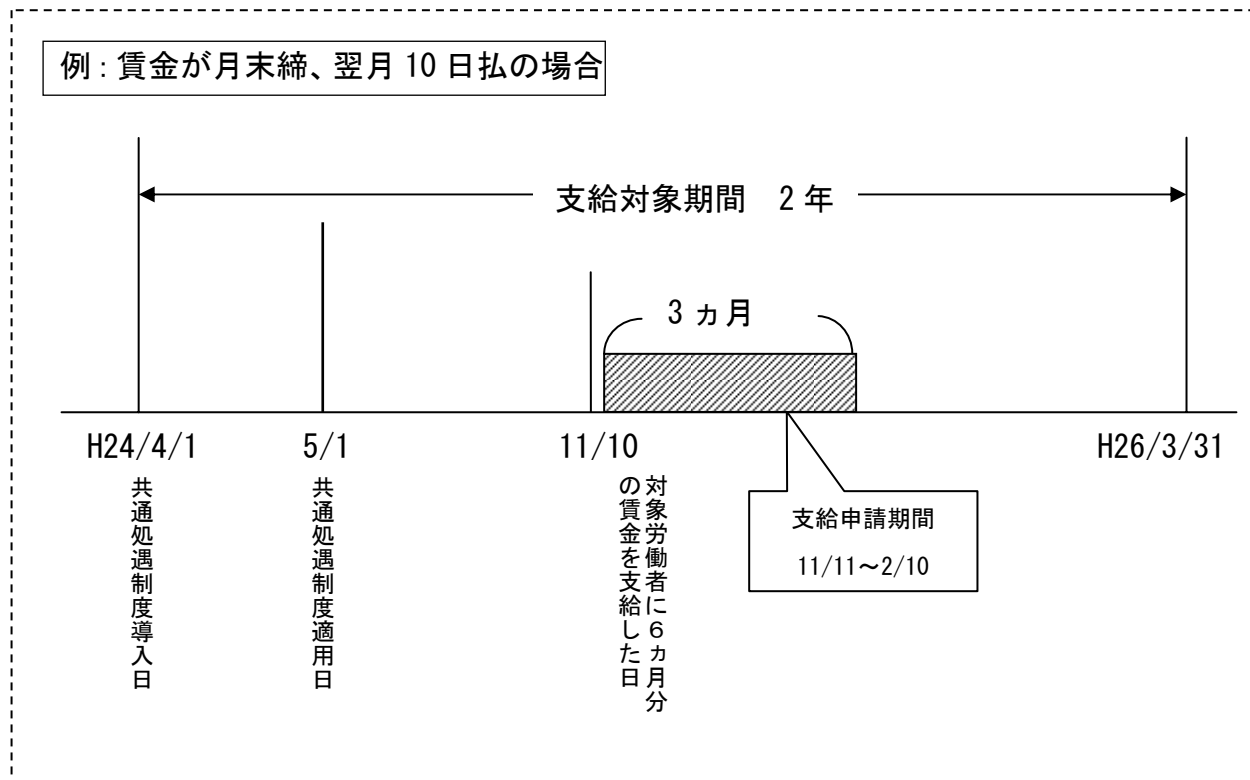 例：賃金が月末締、翌月 10 日払の場合
支給対象期間　2 年
3 ヵ月
H24/4/1
5/1
11/10
H26/3/31
共通処遇制度導入日
共通処遇制度適用日
対象労働者に６ヵ月分
の賃金を支給した日
支給申請期間
11/11～2/10